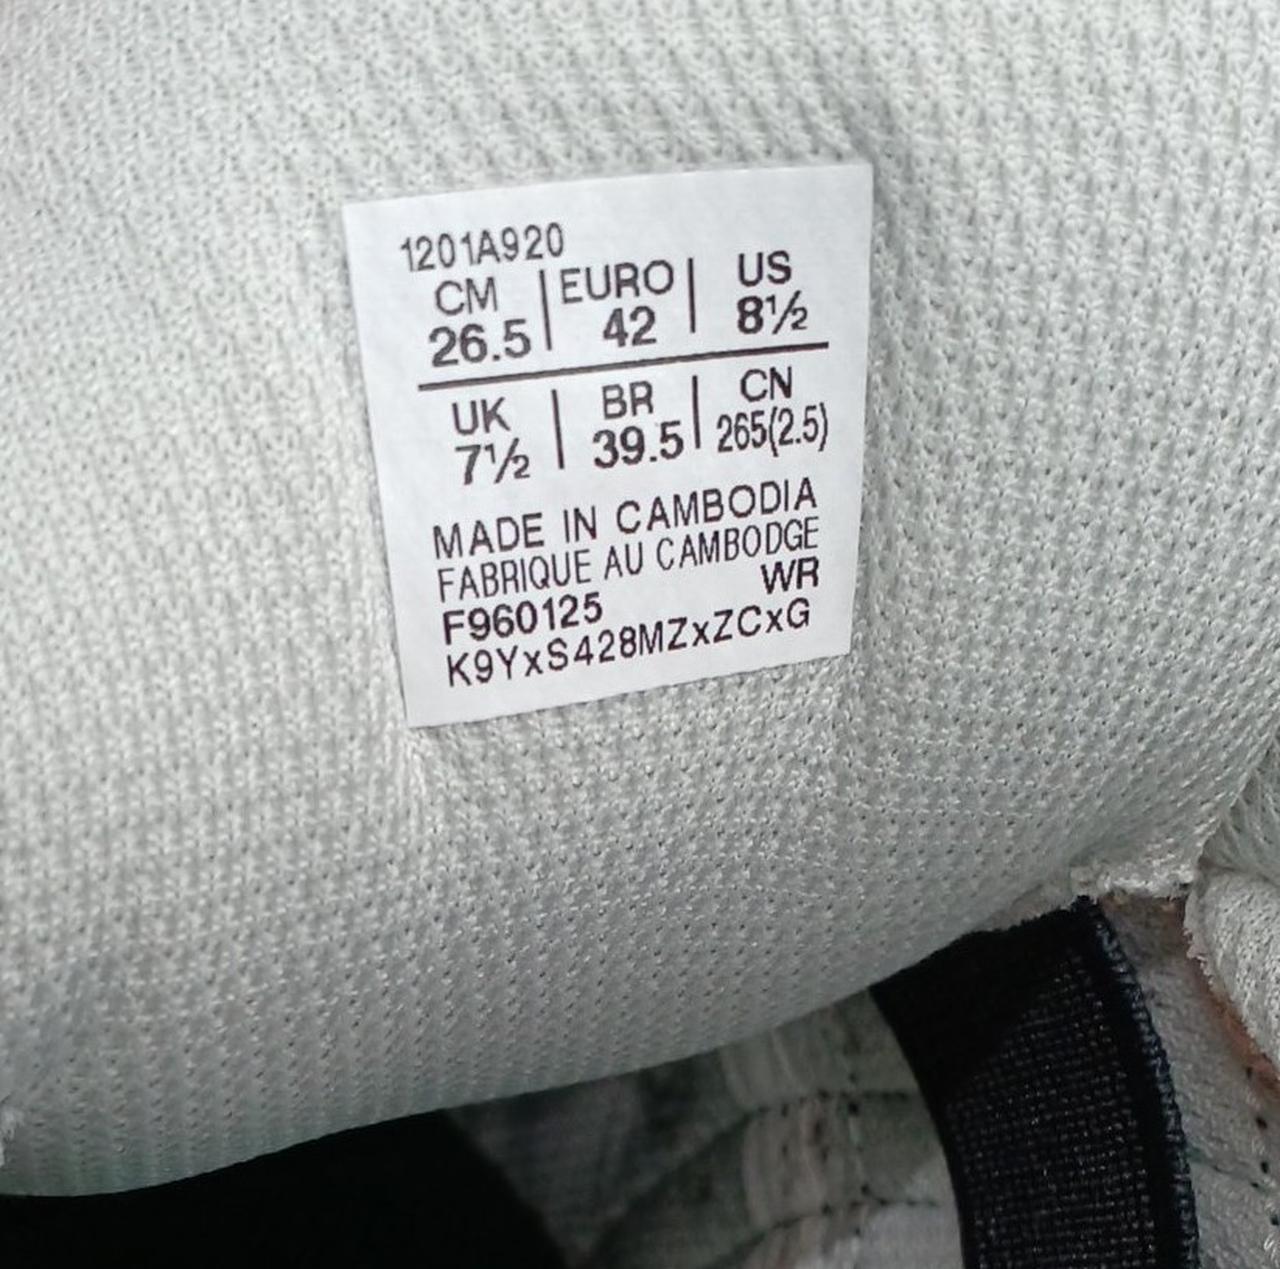 1201A920
CM | EURO | US
26.5 | 42 | 8½
UK | BR | CN
7½ | 39.5 | 265(2.5)
MADE IN CAMBODIA
FABRIQUE AU CAMBODGE
WR
F960125
K9YxS428MZxZCxG